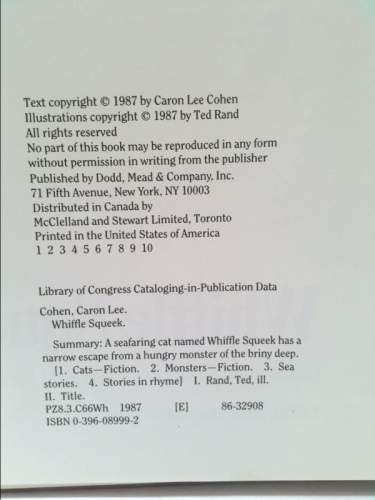 Text copyright © 1987 by Caron Lee Cohen
Illustrations copyright © 1987 by Ted Rand
All rights reserved
No part of this book may be reproduced in any form
without permission in writing from the publisher
Published by Dodd, Mead & Company, Inc.
71 Fifth Avenue, New York, NY 10003
Distributed in Canada by
McClelland and Stewart Limited, Toronto
Printed in the United States of America
1 2 3 4 5 6 7 8 9 10
Library of Congress Cataloging-in-Publication Data
Cohen, Caron Lee.
Whiffle Squeek.
Summary: A seafaring cat named Whiffle Squeek has a
narrow escape from a hungry monster of the briny deep.
[1. Cats—Fiction. 2. Monsters—Fiction. 3. Sea
stories. 4. Stories in rhyme] I. Rand, Ted, ill.
II. Title.
PZ8.3.C66Wh 1987 [E] 86-32908
ISBN 0-396-08999-2